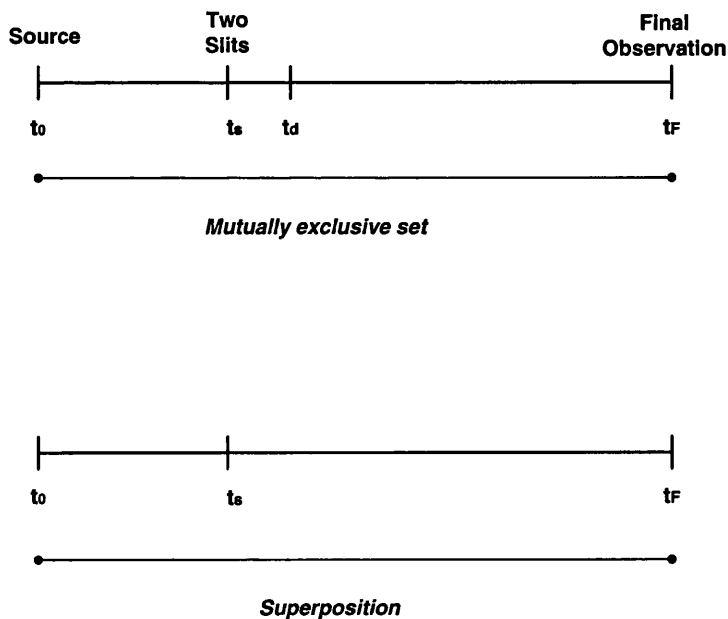 Source
Two
Slits
Final
Observation
t0 ts td tF
Mutually exclusive set
t0 ts tF
Superposition